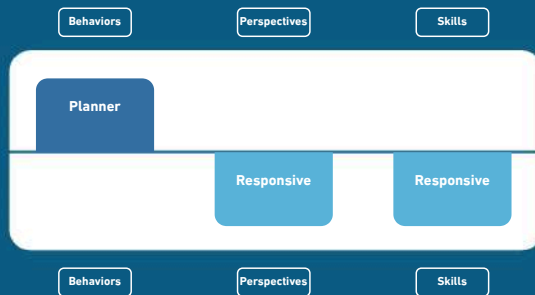 Behaviors
Perspectives
Skills
Planner
Responsive
Responsive
Behaviors
Perspectives
Skills